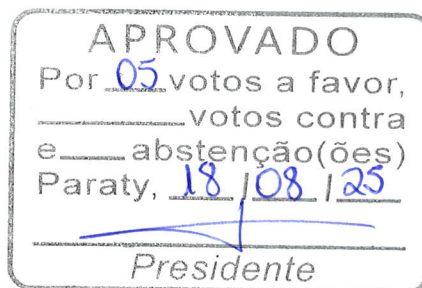 APROVADO
Por 05 votos a favor,
votos contra
e abstenção(ões)
Paraty, 18/08/25
Presidente